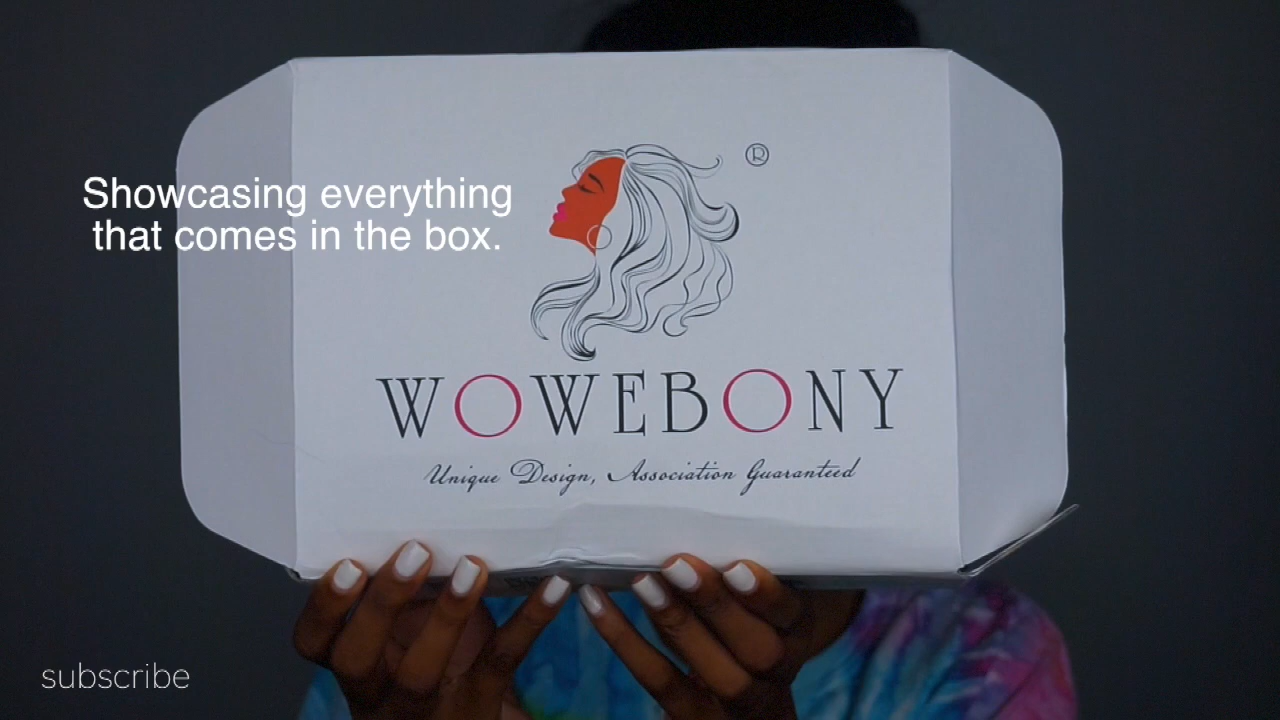 Showcasing everything
that comes in the box.
®
WOWEBONY
Unique Design, Association Guaranteed
subscribe